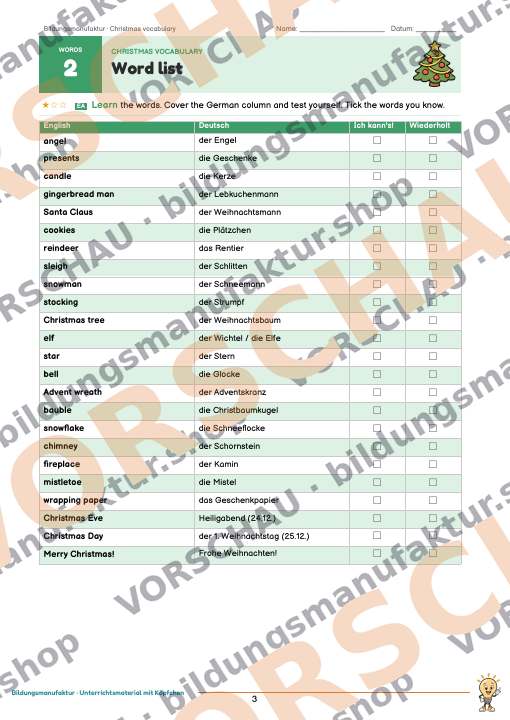 Bildungsmanufaktur · Christmas vocabulary Name: Datum:
WORDS
2
CHRISTMAS VOCABULARY
Word list
EA Learn the words. Cover the German column and test yourself. Tick the words you know.
English Deutsch Ich kann's! Wiederholt
angel der Engel
presents die Geschenke
candle die Kerze
gingerbread man der Lebkuchenmann
Santa Claus der Weihnachtsmann
cookies die Plätzchen
reindeer das Rentier
sleigh der Schlitten
snowman der Schneemann
stocking der Strumpf
Christmas tree der Weihnachtsbaum
elf der Wichtel / die Elfe
star der Stern
bell die Glocke
Advent wreath der Adventskranz
bauble die Christbaumkugel
snowflake die Schneeflocke
chimney der Schornstein
fireplace der Kamin
mistletoe die Mistel
wrapping paper das Geschenkpapier
Christmas Eve Heiligabend (24.12.)
Christmas Day der 1. Weihnachtstag (25.12.)
Merry Christmas! Frohe Weihnachten!
VORSCHAU · bildungsmanufaktur.shop
VORSCHAU
Bildungsmanufaktur · Unterrichtsmaterial mit Köpfchen
3